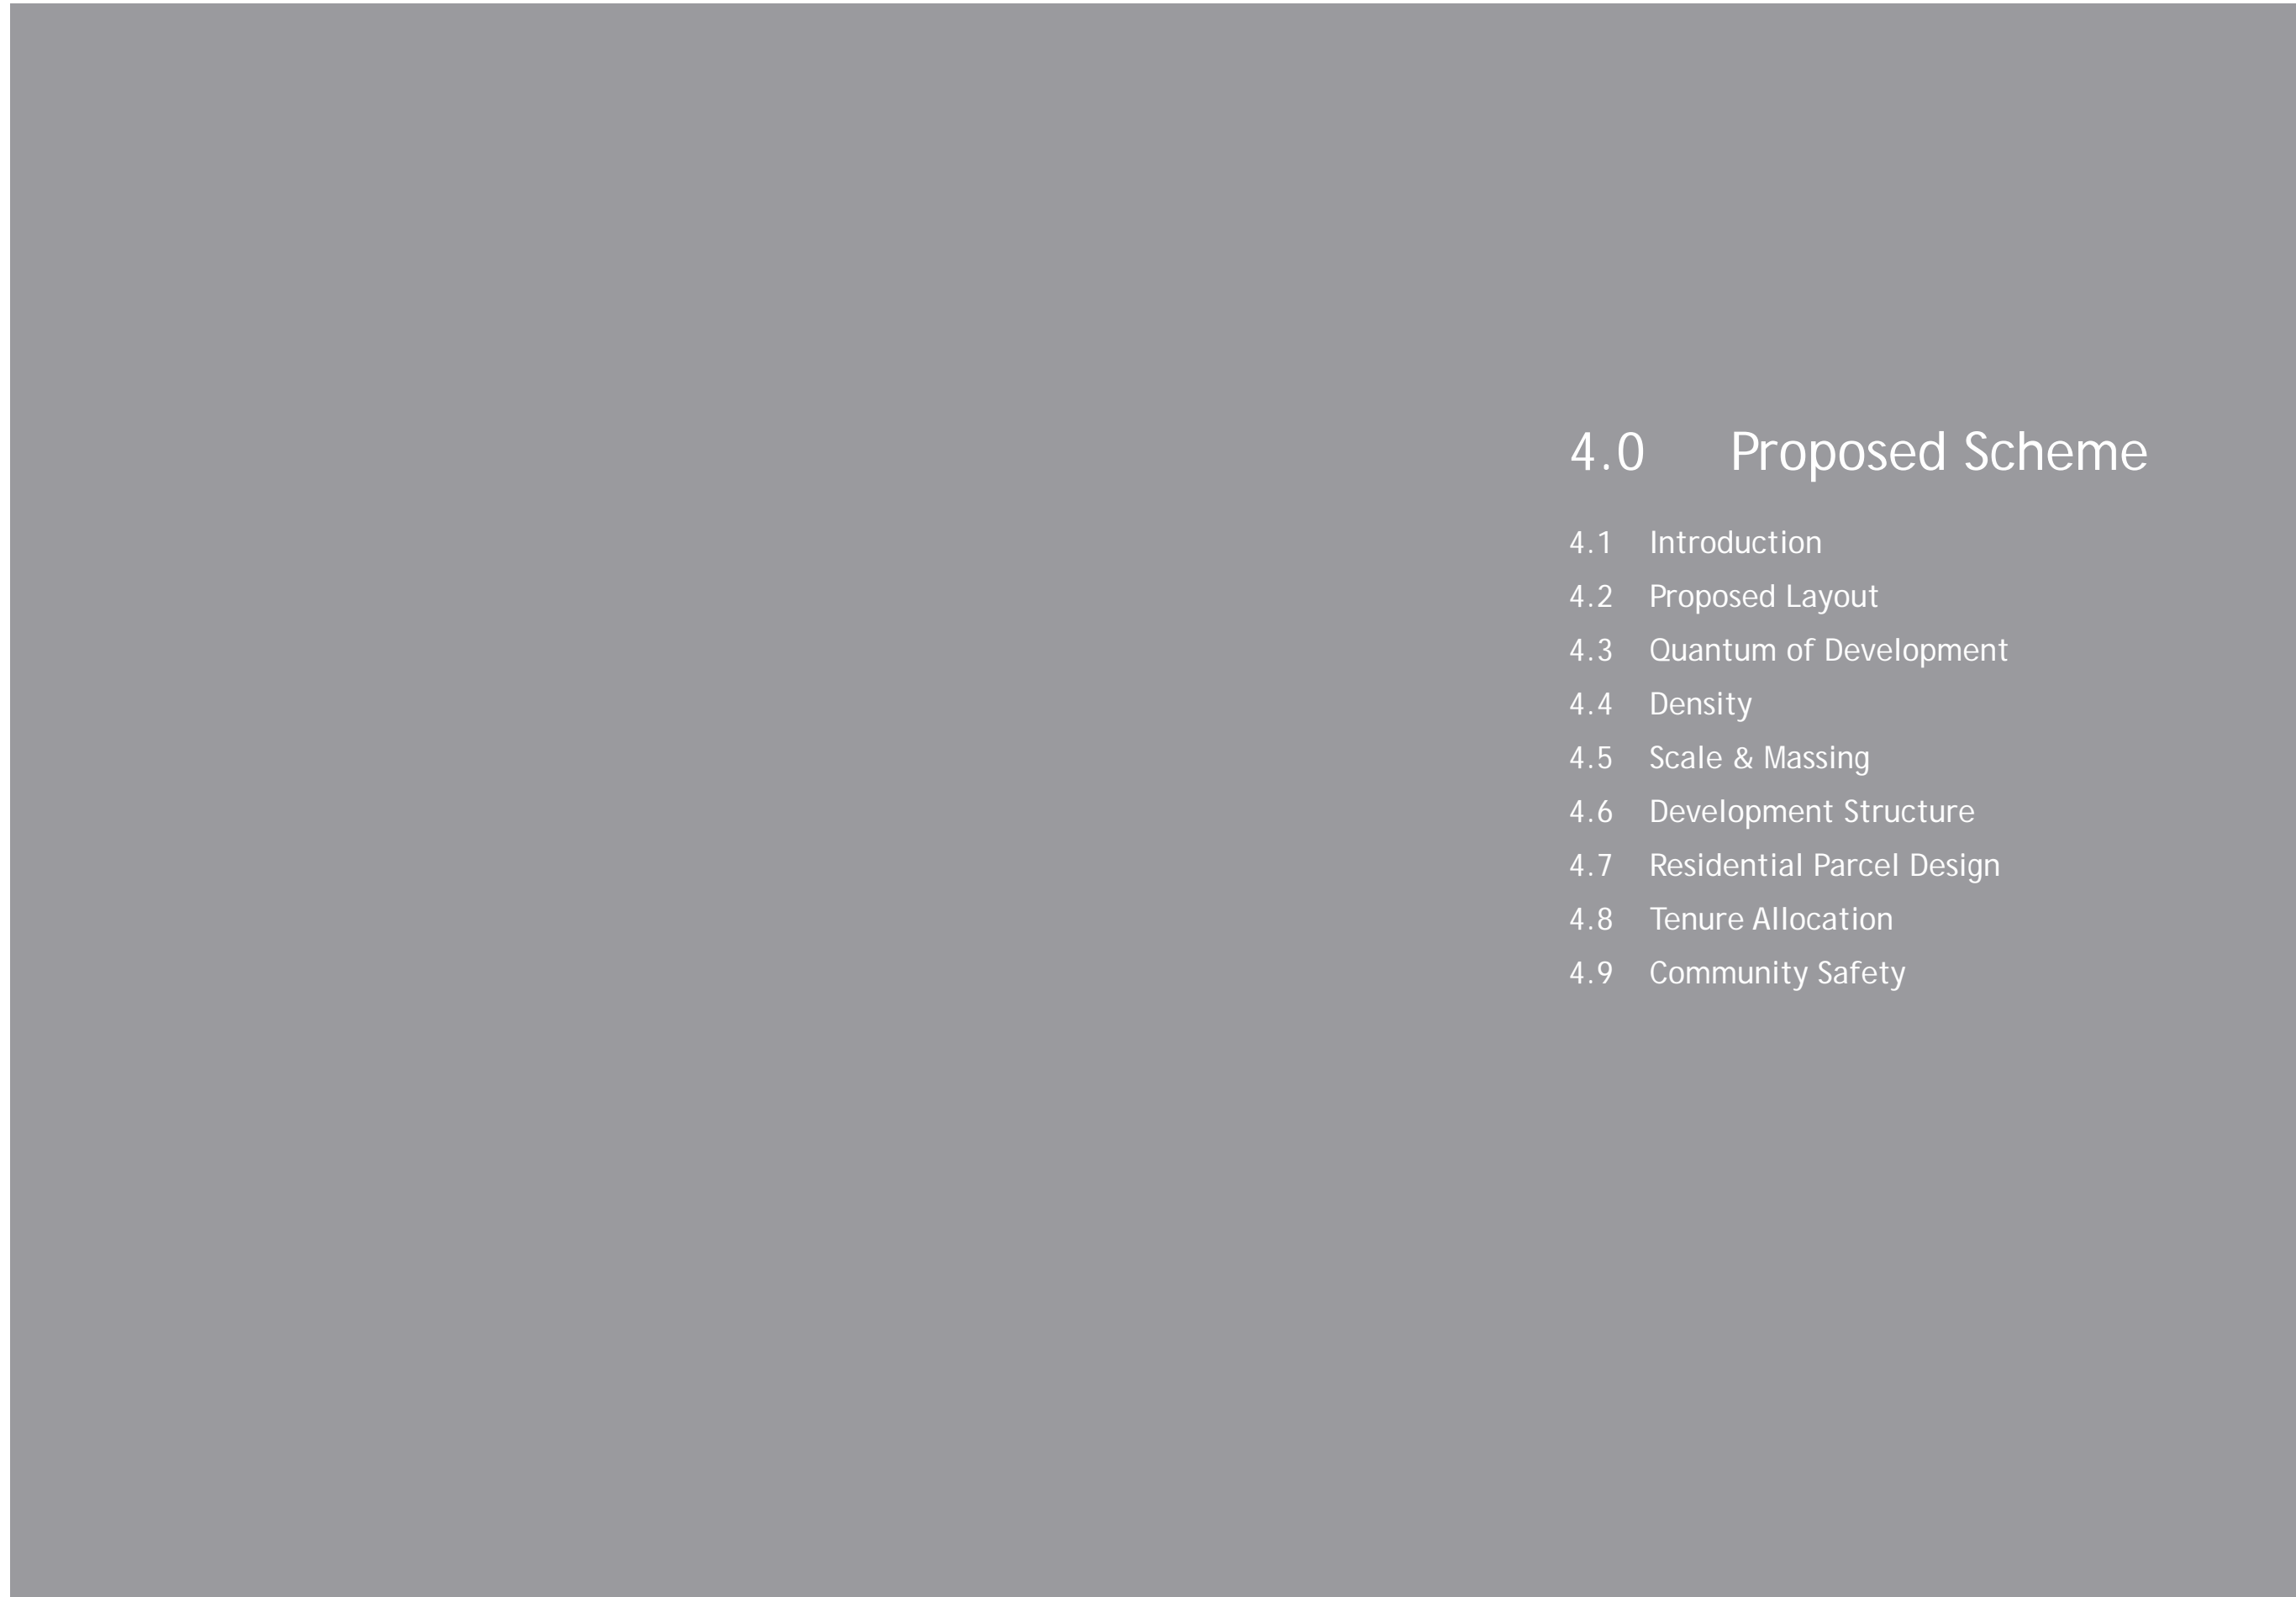 4.0 Proposed Scheme
4.1 Introduction
4.2 Proposed Layout
4.3 Quantum of Development
4.4 Density
4.5 Scale & Massing
4.6 Development Structure
4.7 Residential Parcel Design
4.8 Tenure Allocation
4.9 Community Safety